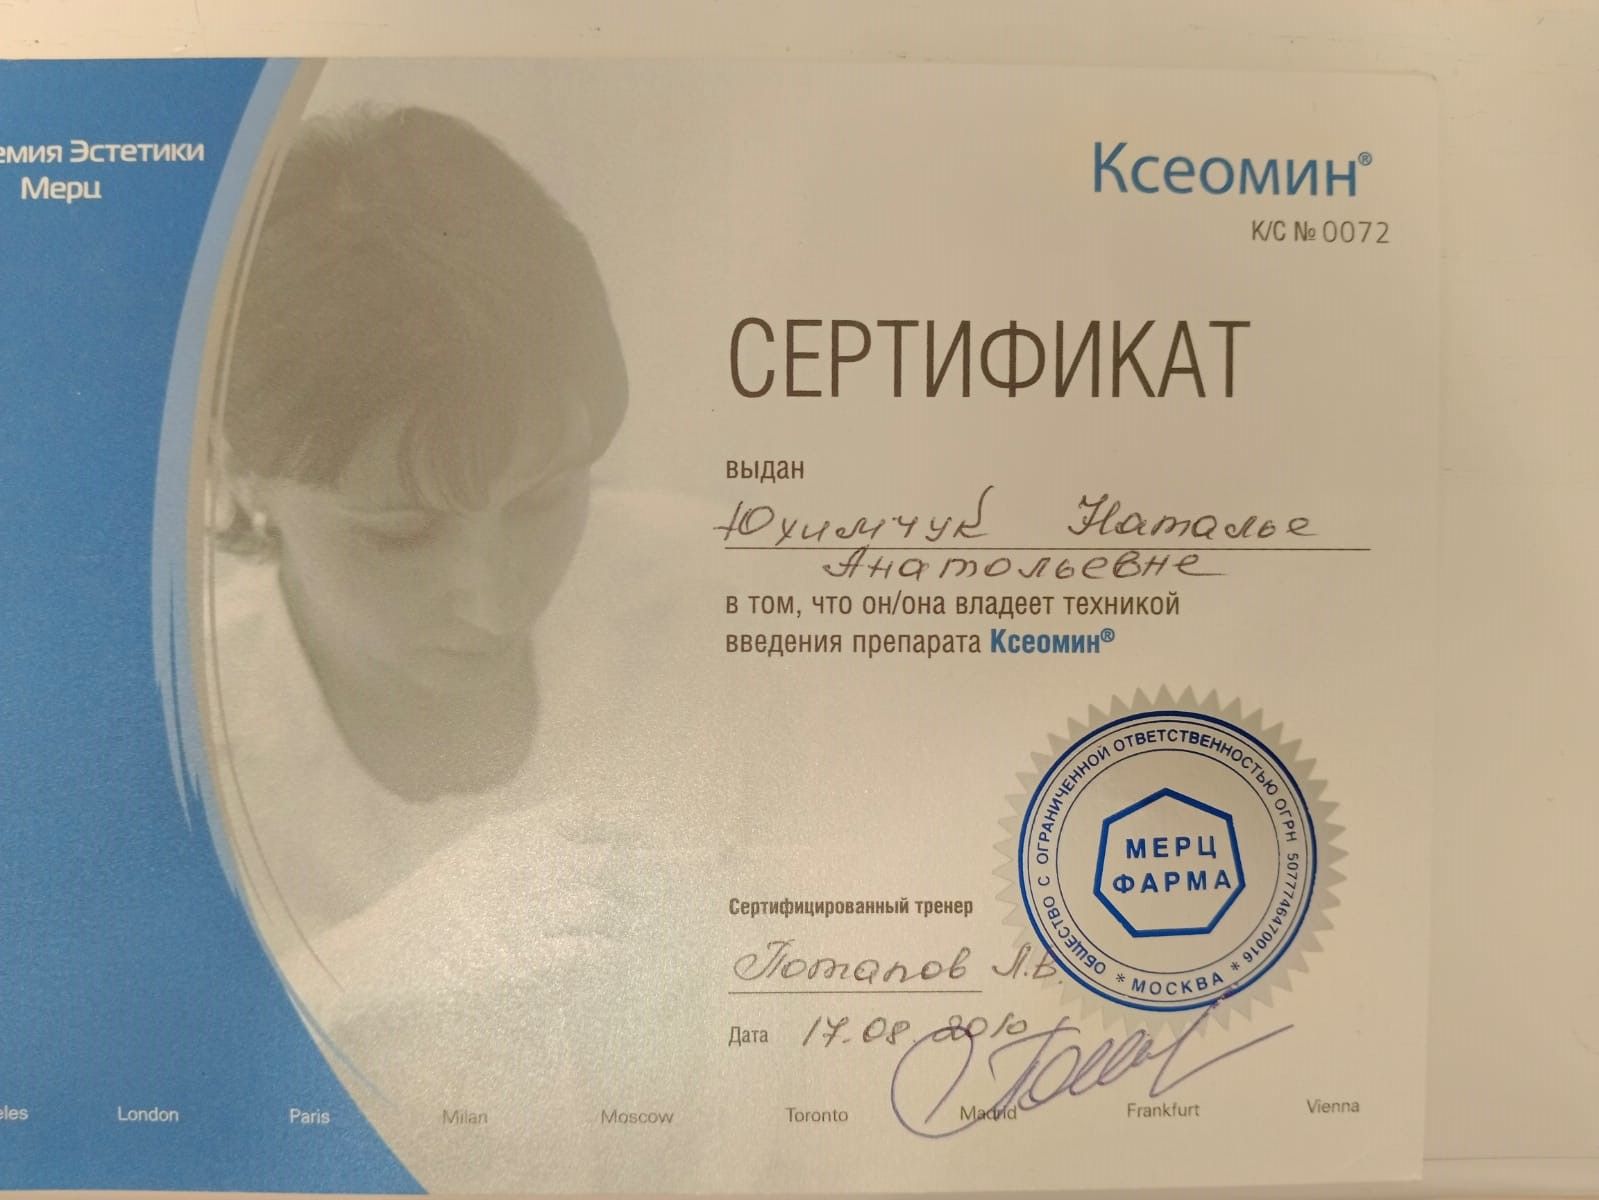 емия Эстетики
Мерц
Ксеомин®
К/С № 0072
СЕРТИФИКАТ
выдан
Юхимчук Наталье
Анатольевне
в том, что он/она владеет техникой
введения препарата Ксеомин®
ОБЩЕСТВО С ОГРАНИЧЕННОЙ ОТВЕТСТВЕННОСТЬЮ ОГРН 5077746470016
* МОСКВА *
МЕРЦ
ФАРМА
Сертифицированный тренер
Потапов Л.В.
Дата 17.08.2010
eles London Paris Milan Moscow Toronto Madrid Frankfurt Vienna